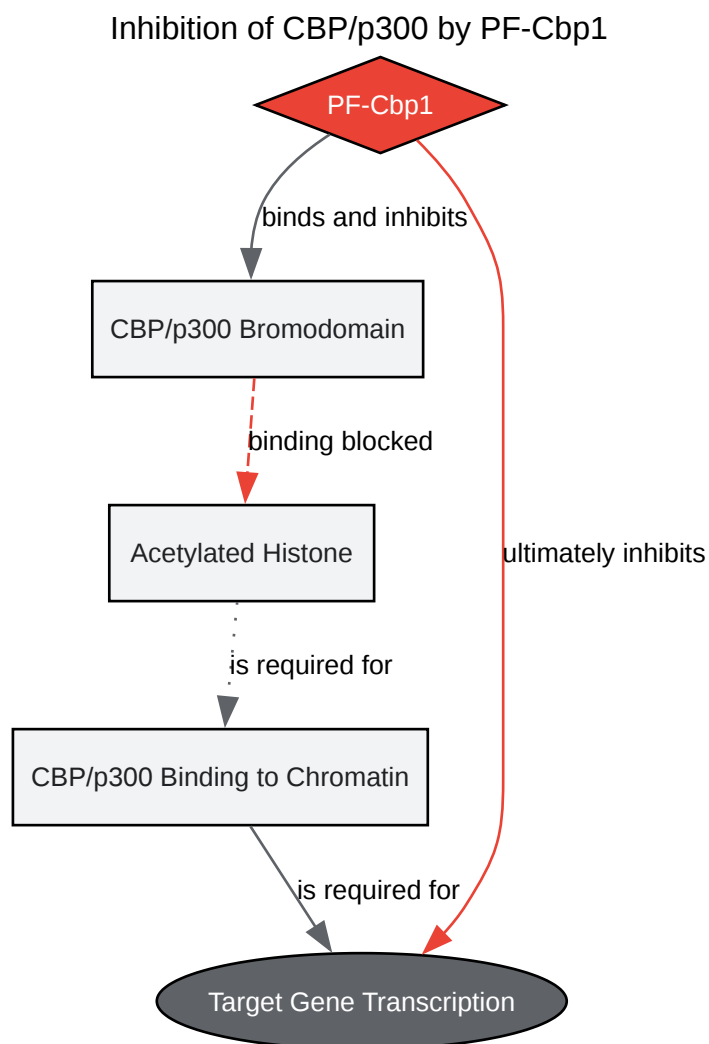 Inhibition of CBP/p300 by PF-Cbp1
PF-Cbp1
binds and inhibits
CBP/p300 Bromodomain
binding blocked
Acetylated Histone
ultimately inhibits
is required for
CBP/p300 Binding to Chromatin
is required for
Target Gene Transcription